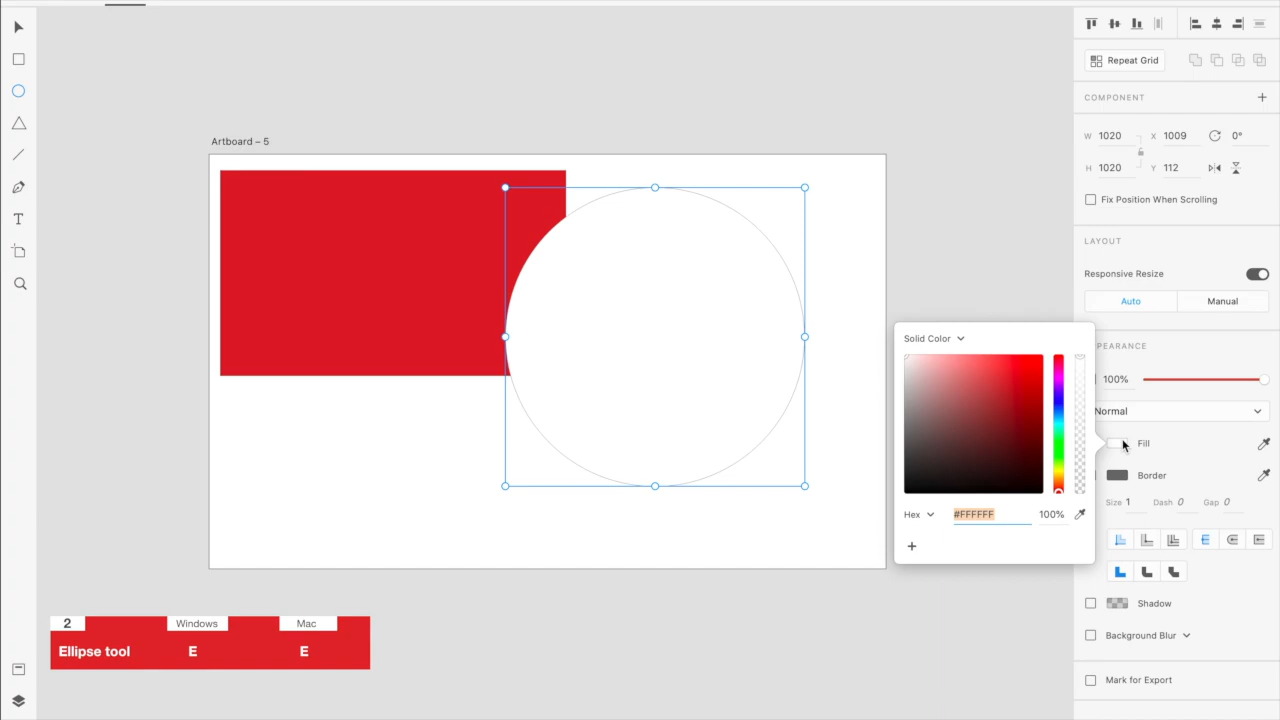 Repeat Grid
COMPONENT
W 1020 X 1009 0°
H 1020 Y 112
Fix Position When Scrolling
LAYOUT
Responsive Resize
Auto Manual
PEARANCE
100%
Normal
Fill
Border
Size 1 Dash 0 Gap 0
Shadow
Background Blur
Mark for Export
Artboard – 5
Solid Color
Hex #FFFFFF 100%
2 Windows Mac
Ellipse tool E E
T